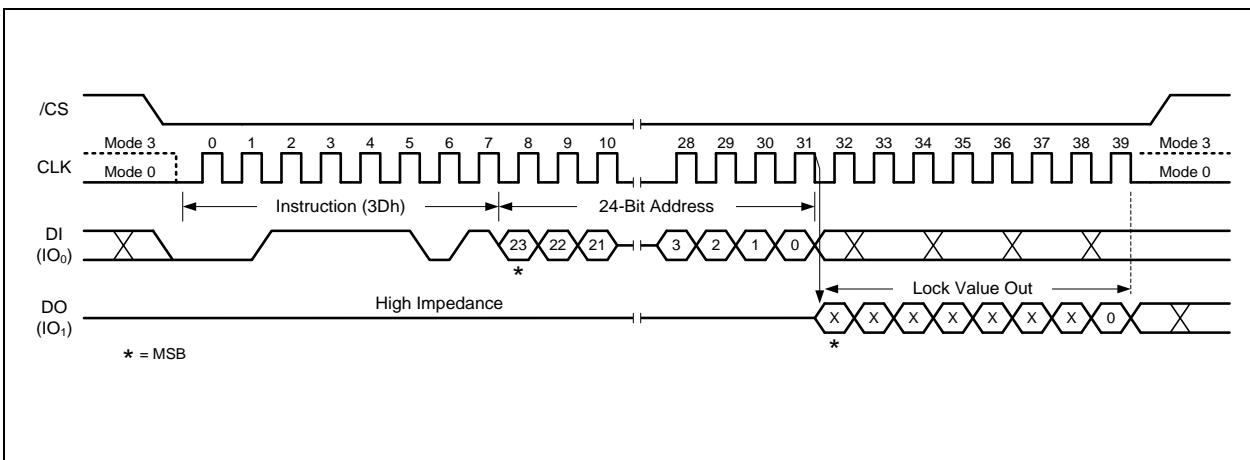 /CS
Mode 3 0 1 2 3 4 5 6 7 8 9 10 28 29 30 31 32 33 34 35 36 37 38 39 Mode 3
CLK
Mode 0 Mode 0
Instruction (3Dh) 24-Bit Address
DI
(IO₀)
23 22 21 3 2 1 0
*
Lock Value Out
High Impedance
DO
(IO₁)
X X X X X X X 0
*
* = MSB